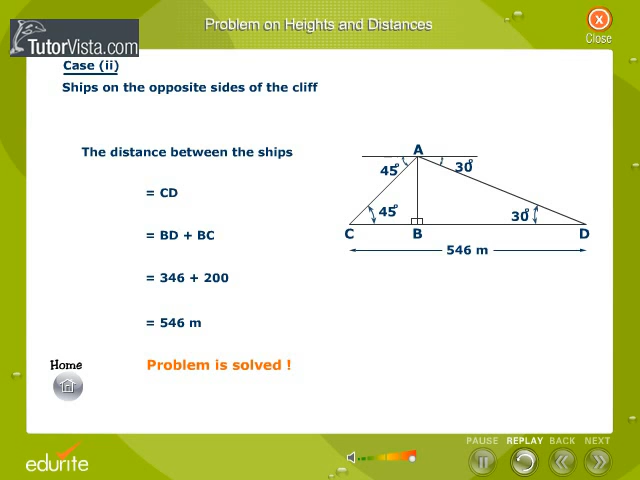 Problem on Heights and Distances
Close
TutorVista.com
Case (ii)
Ships on the opposite sides of the cliff
The distance between the ships
= CD
= BD + BC
= 346 + 200
= 546 m
Problem is solved !
A
45° 30°
45° 30°
C B D
546 m
Home
edurite
PAUSE REPLAY BACK NEXT